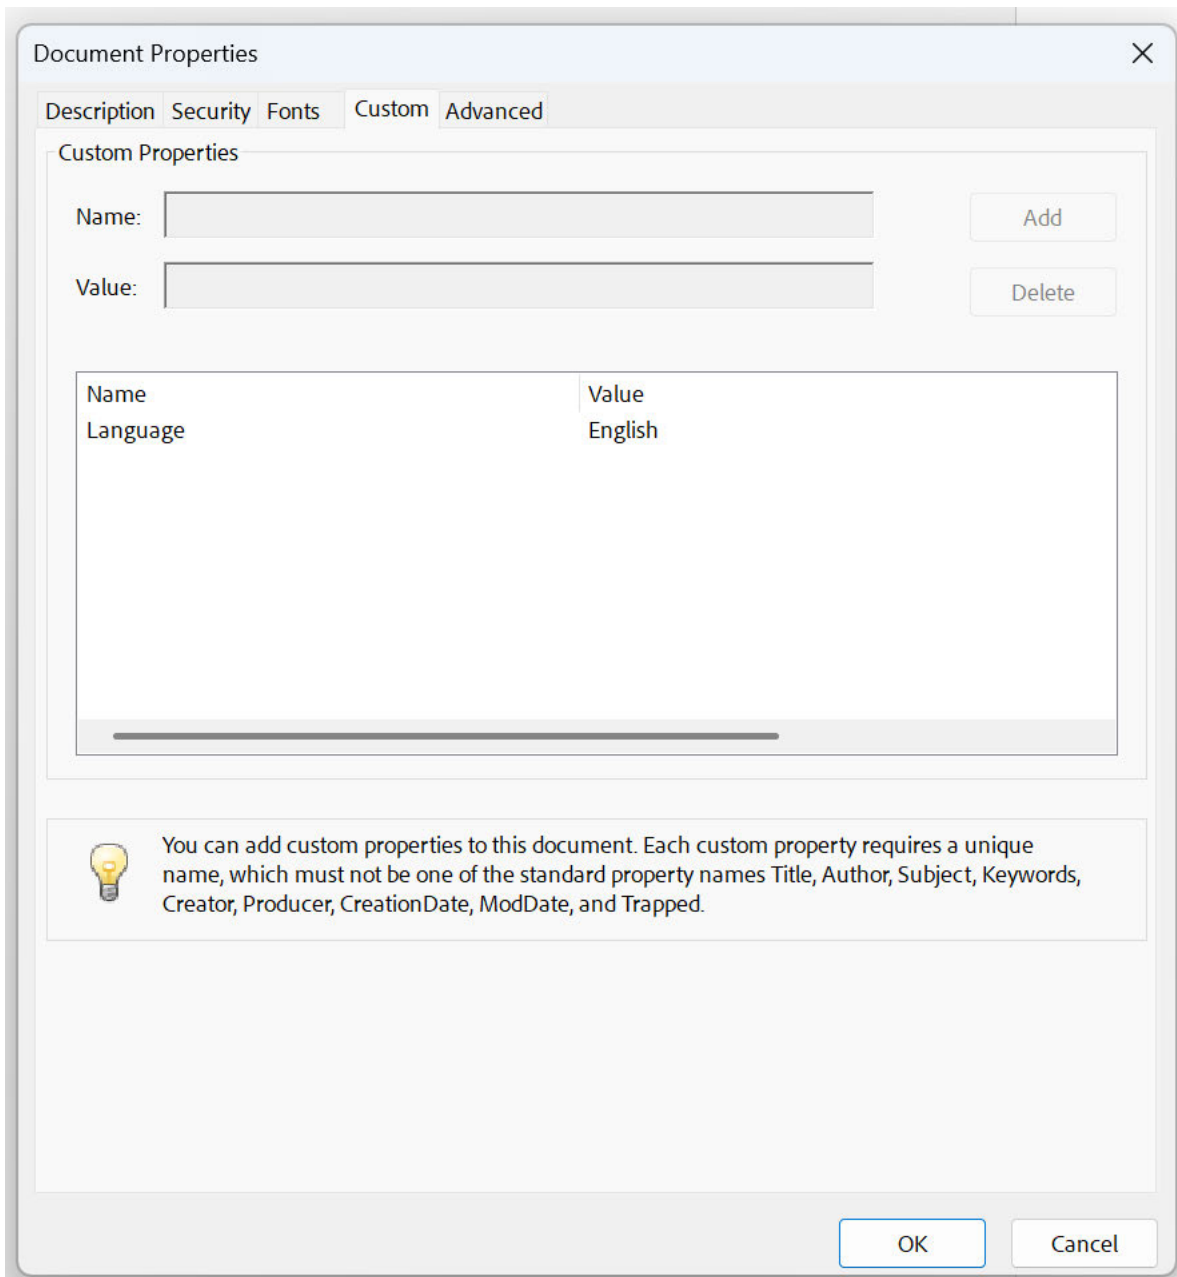 Document Properties
Description Security Fonts Custom Advanced
Custom Properties
Name: Add
Value: Delete
Name Value
Language English
You can add custom properties to this document. Each custom property requires a unique
name, which must not be one of the standard property names Title, Author, Subject, Keywords,
Creator, Producer, CreationDate, ModDate, and Trapped.
OK Cancel